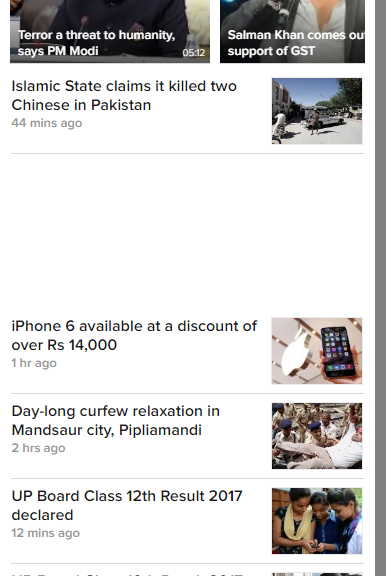 Terror a threat to humanity,
says PM Modi
05:12
Salman Khan comes ou
support of GST
Islamic State claims it killed two
Chinese in Pakistan
44 mins ago
iPhone 6 available at a discount of
over Rs 14,000
1 hr ago
Day-long curfew relaxation in
Mandsaur city, Pipliamandi
2 hrs ago
UP Board Class 12th Result 2017
declared
12 mins ago